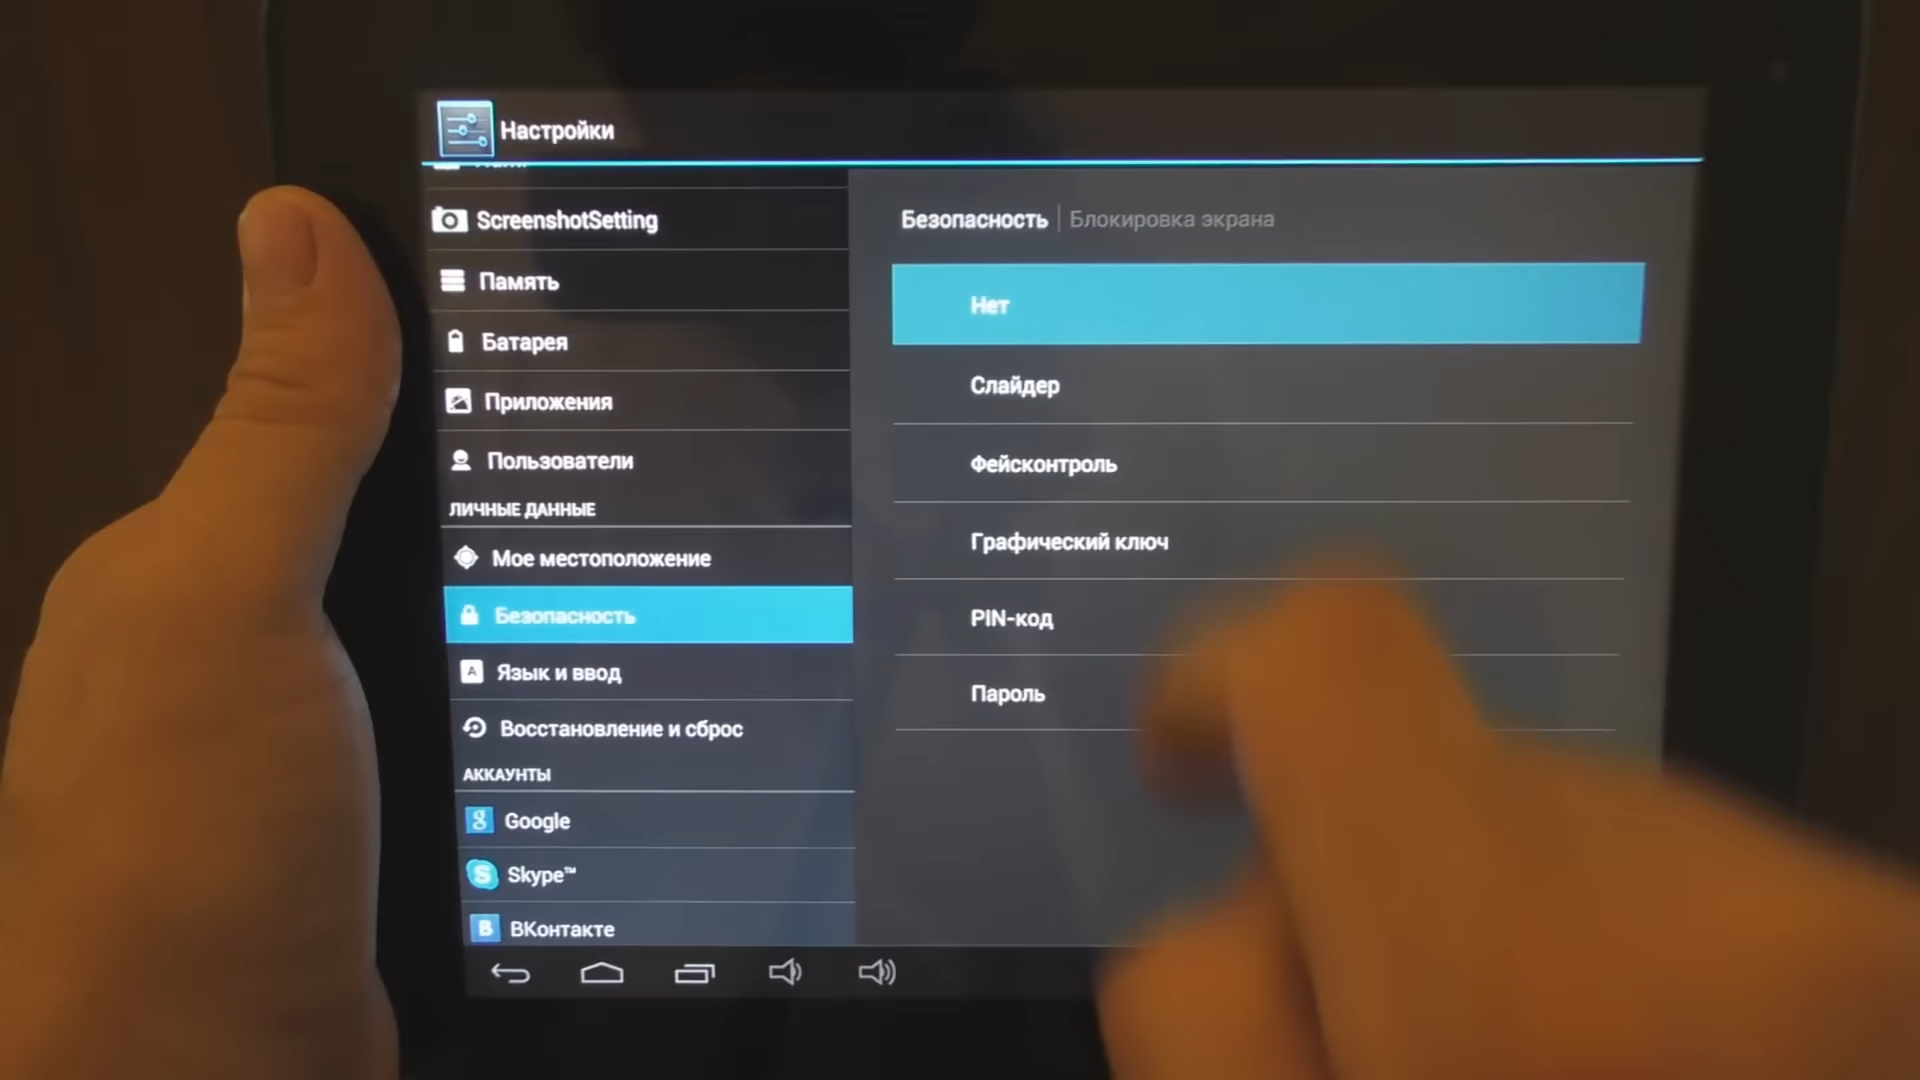 Настройки
ScreenshotSetting
Память
Батарея
Приложения
Пользователи
ЛИЧНЫЕ ДАННЫЕ
Мое местоположение
Безопасность
Язык и ввод
Восстановление и сброс
АККАУНТЫ
Google
Skype™
ВКонтакте
Безопасность | Блокировка экрана
Нет
Слайдер
Фейсконтроль
Графический ключ
PIN-код
Пароль